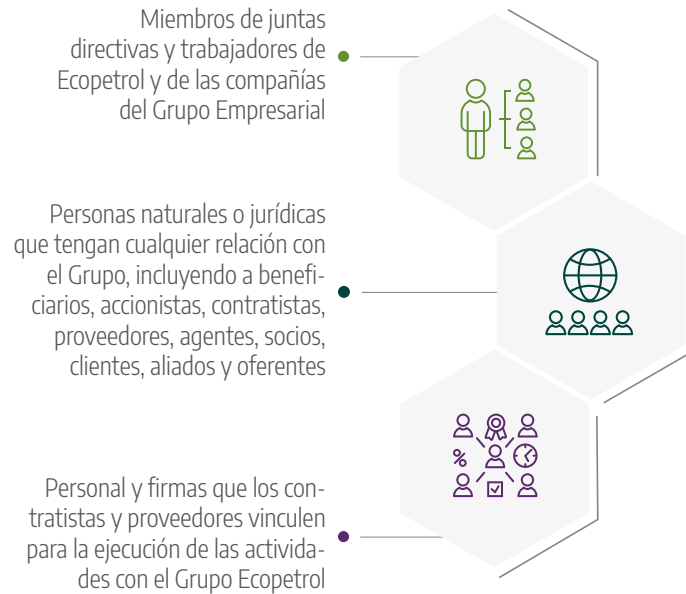 Miembros de juntas
directivas y trabajadores de
Ecopetrol y de las compañías
del Grupo Empresarial
Personas naturales o jurídicas
que tengan cualquier relación con
el Grupo, incluyendo a benefi-
ciarios, accionistas, contratistas,
proveedores, agentes, socios,
clientes, aliados y oferentes
Personal y firmas que los con-
tratistas y proveedores vinculen
para la ejecución de las activida-
des con el Grupo Ecopetrol
%